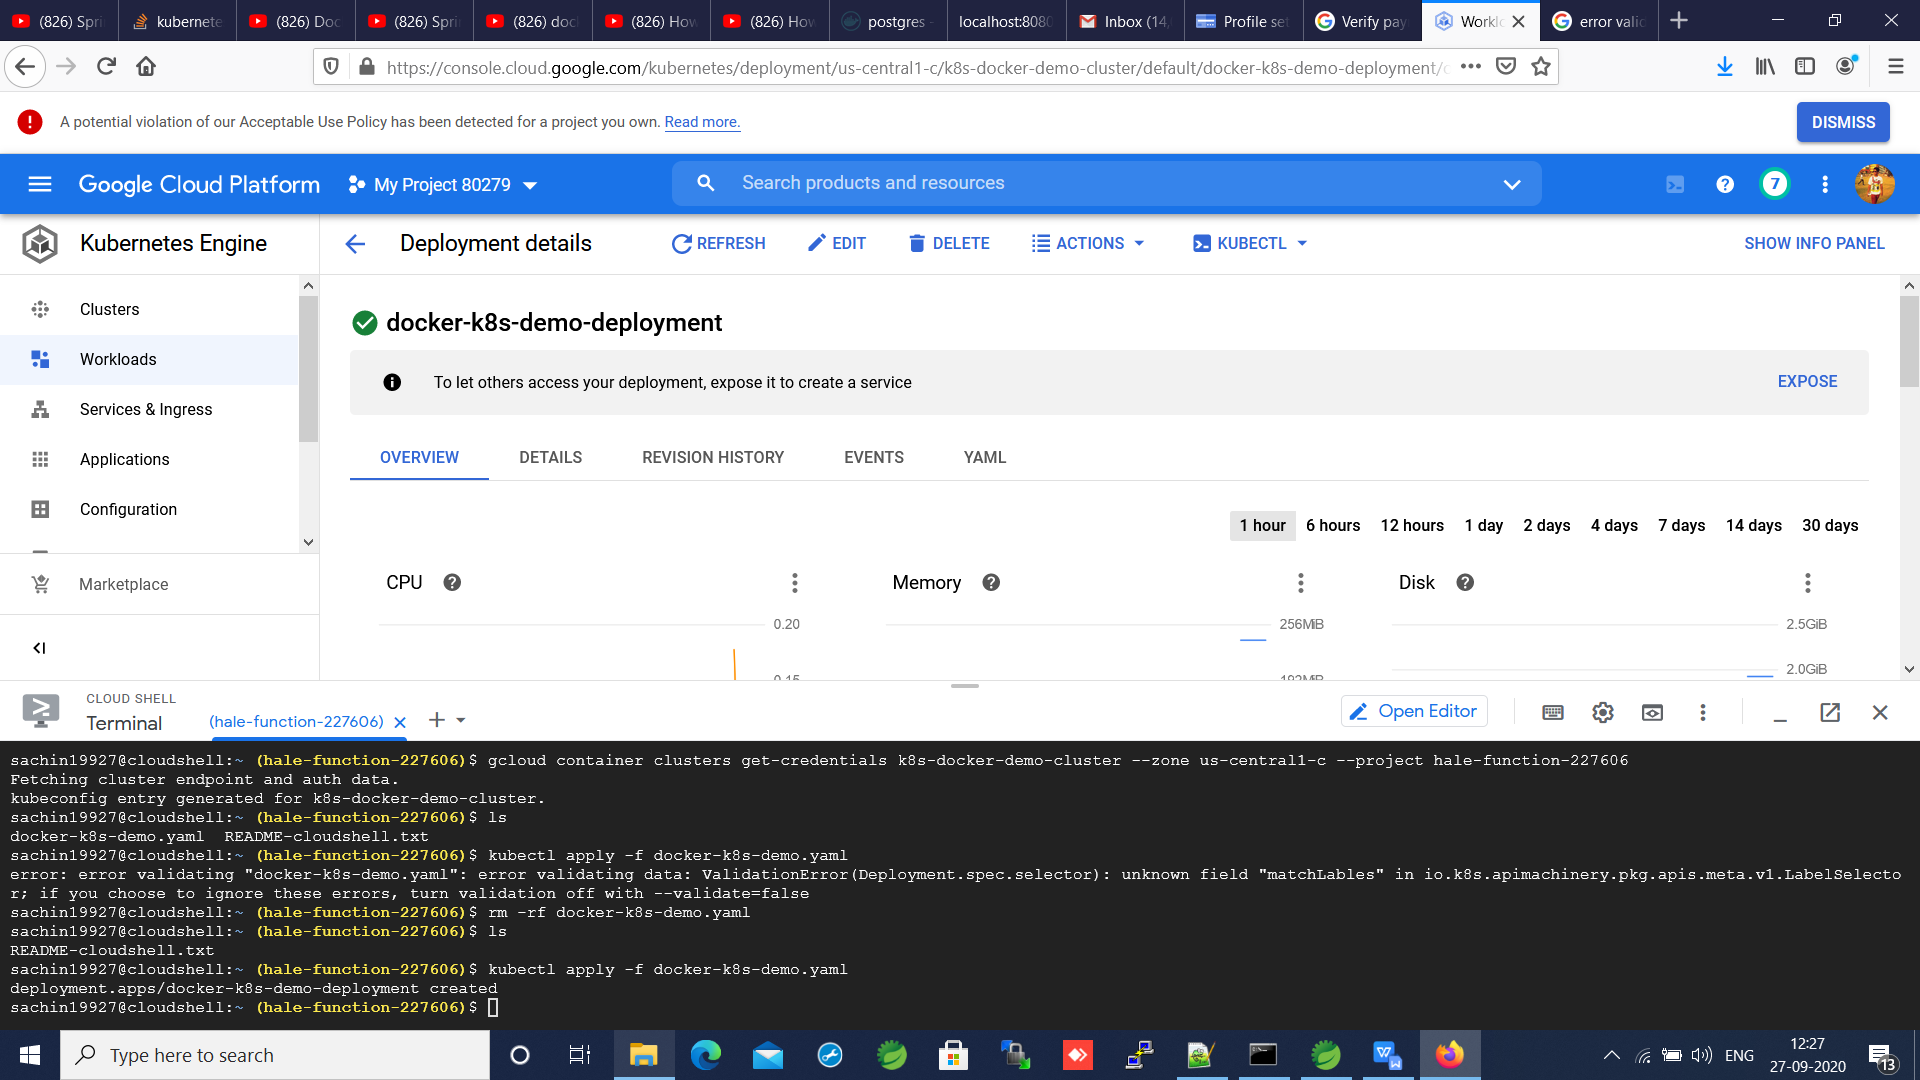 (826) Spri
kubernete
(826) Doc
(826) Spri
(826) doc
(826) How
(826) How
postgres -
localhost:8080
Inbox (14,
Profile set
Verify pay
Worklo
error valid
https://console.cloud.google.com/kubernetes/deployment/us-central1-c/k8s-docker-demo-cluster/default/docker-k8s-demo-deployment/
A potential violation of our Acceptable Use Policy has been detected for a project you own. Read more.
DISMISS
Google Cloud Platform
My Project 80279
Search products and resources
7
Kubernetes Engine
Deployment details
REFRESH
EDIT
DELETE
ACTIONS
KUBECTL
SHOW INFO PANEL
Clusters
Workloads
Services & Ingress
Applications
Configuration
Marketplace
docker-k8s-demo-deployment
To let others access your deployment, expose it to create a service
EXPOSE
OVERVIEW
DETAILS
REVISION HISTORY
EVENTS
YAML
1 hour
6 hours
12 hours
1 day
2 days
4 days
7 days
14 days
30 days
CPU
Memory
Disk
0.20
256MiB
2.5GiB
0.15
192MiB
2.0GiB
CLOUD SHELL
Terminal
(hale-function-227606)
Open Editor
sachin19927@cloudshell:~ (hale-function-227606)$ gcloud container clusters get-credentials k8s-docker-demo-cluster --zone us-central1-c --project hale-function-227606
Fetching cluster endpoint and auth data.
kubeconfig entry generated for k8s-docker-demo-cluster.
sachin19927@cloudshell:~ (hale-function-227606)$ ls
docker-k8s-demo.yaml  README-cloudshell.txt
sachin19927@cloudshell:~ (hale-function-227606)$ kubectl apply -f docker-k8s-demo.yaml
error: error validating "docker-k8s-demo.yaml": error validating data: ValidationError(Deployment.spec.selector): unknown field "matchLables" in io.k8s.apimachinery.pkg.apis.meta.v1.LabelSelecto
r; if you choose to ignore these errors, turn validation off with --validate=false
sachin19927@cloudshell:~ (hale-function-227606)$ rm -rf docker-k8s-demo.yaml
sachin19927@cloudshell:~ (hale-function-227606)$ ls
README-cloudshell.txt
sachin19927@cloudshell:~ (hale-function-227606)$ kubectl apply -f docker-k8s-demo.yaml
deployment.apps/docker-k8s-demo-deployment created
sachin19927@cloudshell:~ (hale-function-227606)$
Type here to search
ENG
12:27
27-09-2020
13